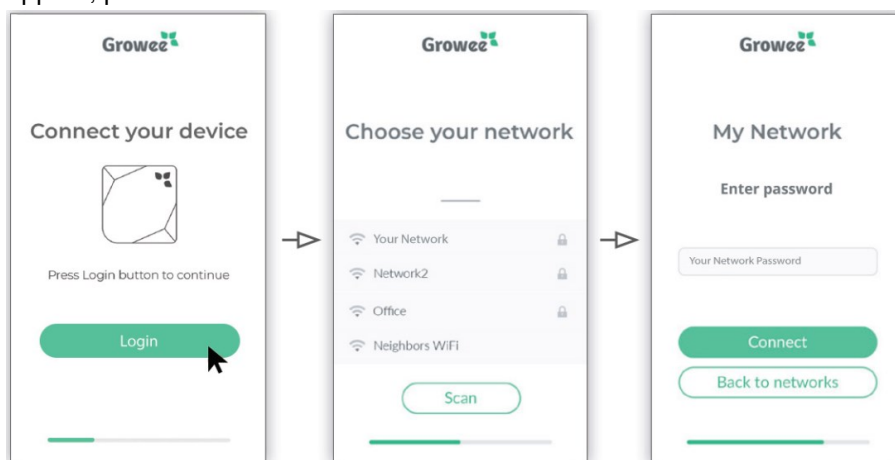 Growee
Connect your device
Press Login button to continue
Login
Growee
Choose your network
Your Network
Network2
Office
Neighbors WiFi
Scan
Growee
My Network
Enter password
Your Network Password
Connect
Back to networks